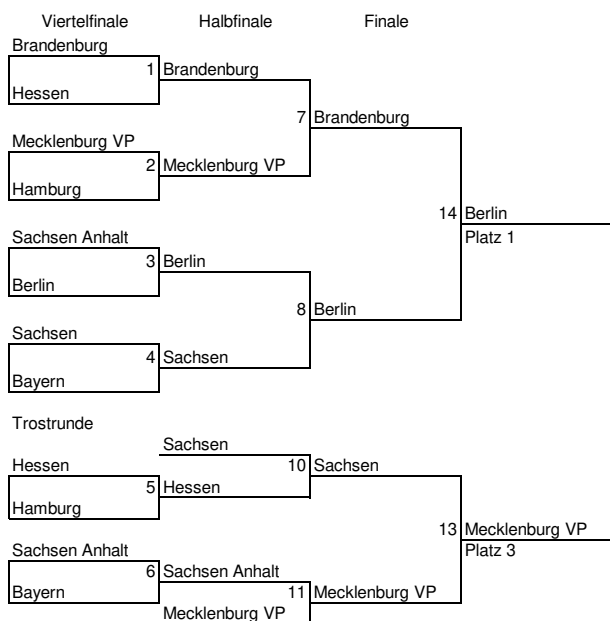 Viertelfinale Halbfinale Finale
Brandenburg
1 Brandenburg
Hessen
7 Brandenburg
Mecklenburg VP
2 Mecklenburg VP
Hamburg
14 Berlin
Platz 1
Sachsen Anhalt
3 Berlin
Berlin
8 Berlin
Sachsen
4 Sachsen
Bayern
Trostrunde
Sachsen
Hessen
10 Sachsen
5 Hessen
Hamburg
13 Mecklenburg VP
Platz 3
Sachsen Anhalt
6 Sachsen Anhalt
Bayern
11 Mecklenburg VP
Mecklenburg VP